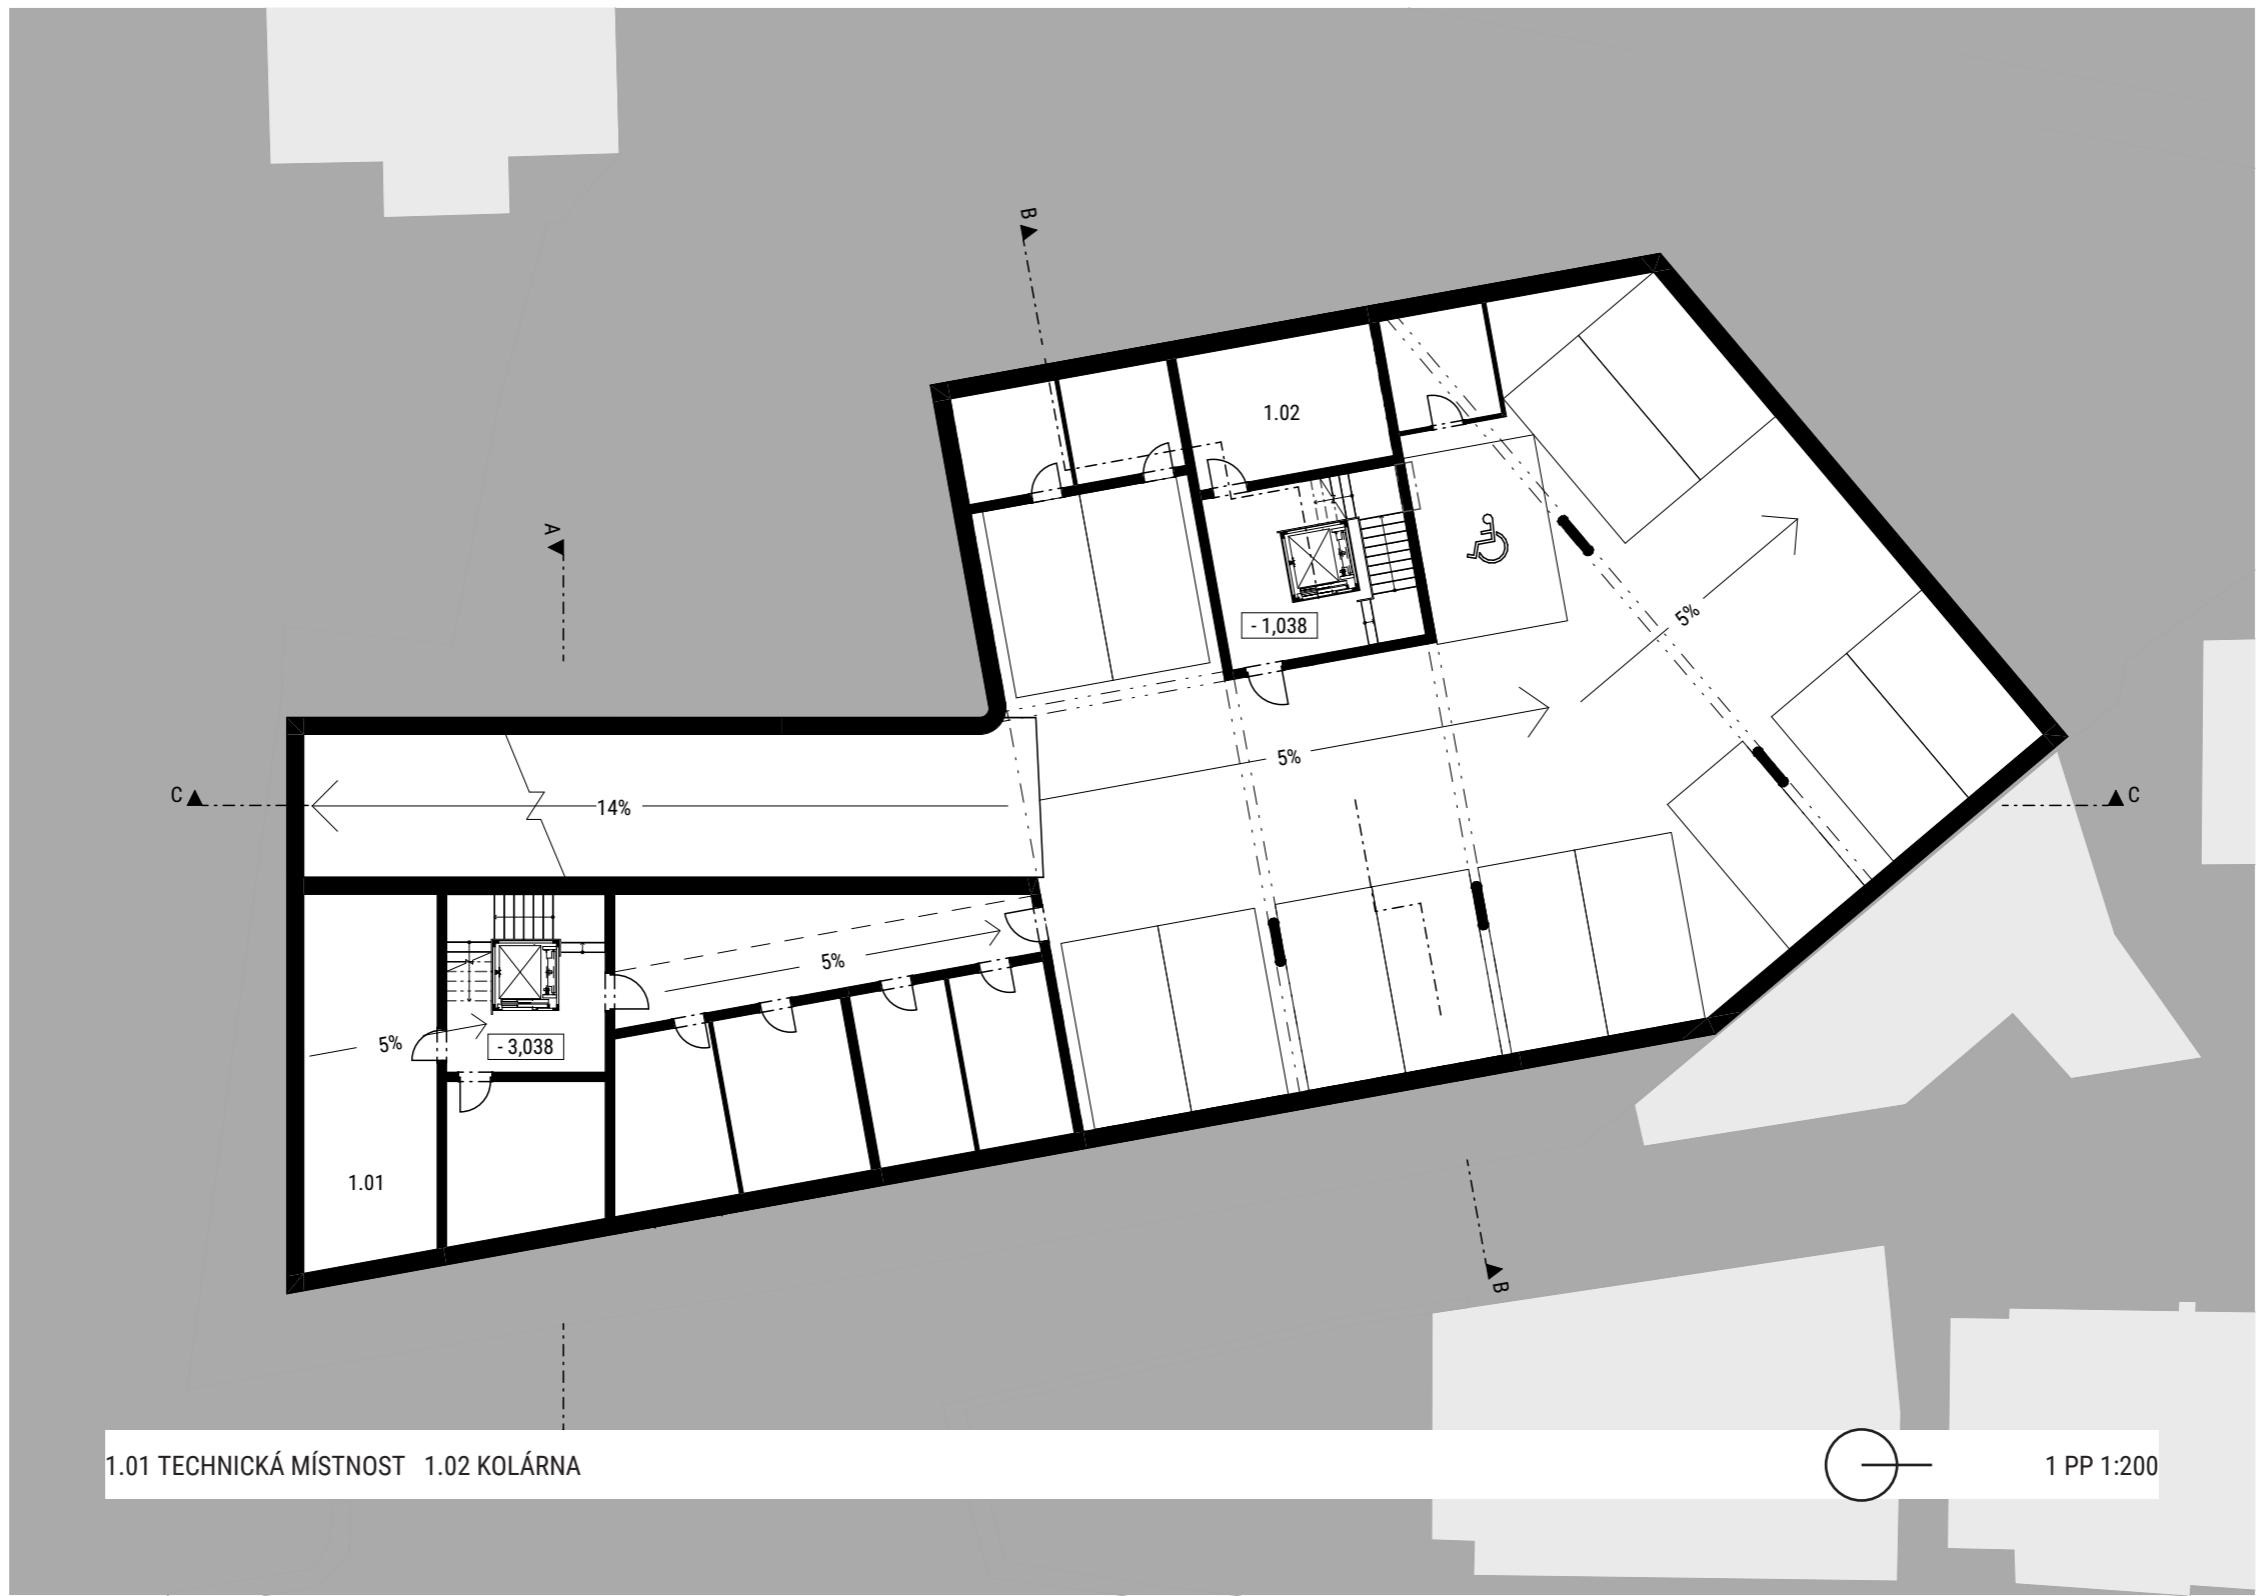 B
1.02
A
- 1,038
5%
5%
C
14%
C
5%
5%
- 3,038
1.01
B
1.01 TECHNICKÁ MÍSTNOST 1.02 KOLÁRNA
1 PP 1:200